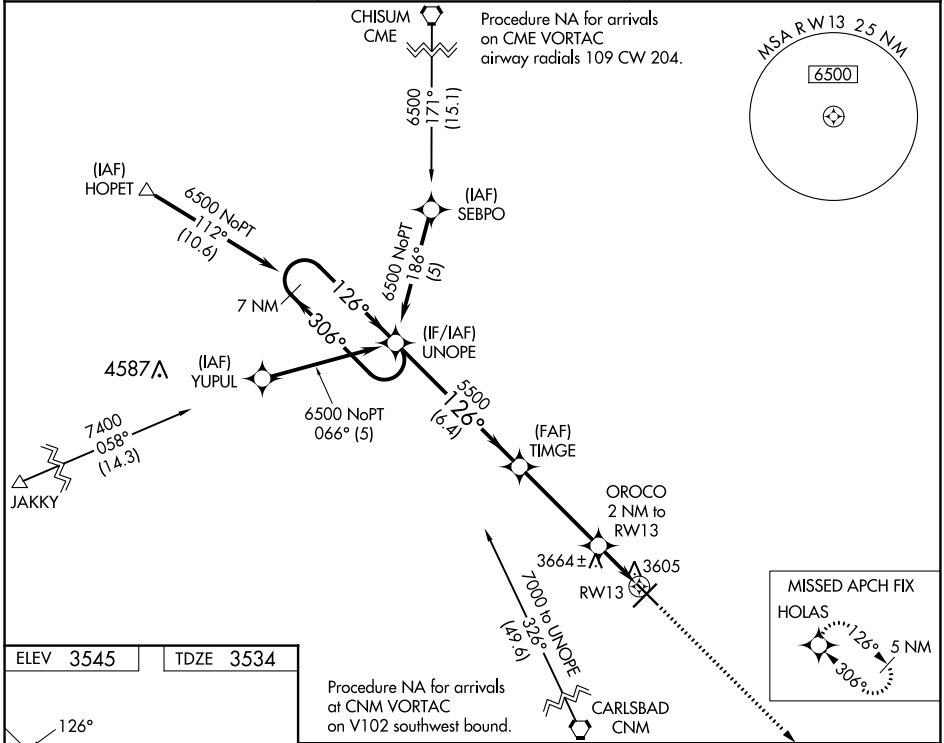 CHISUM
CME
Procedure NA for arrivals
on CME VORTAC
airway radials 109 CW 204.
MSA RW13 25 NM
6500
6500
171°
(15.1)
(IAF)
HOPET
6500 NoPT
112°
(10.6)
(IAF)
SEBPO
6500 NoPT
186°
(5)
7 NM
126°
306°
(IF/IAF)
UNOPE
4587
(IAF)
YUPUL
6500 NoPT
066° (5)
5500
126°
(6.4)
7400
058°
(14.3)
JAKKY
(FAF)
TIMGE
OROCO
2 NM to
RW13
3664 ±
3605
RW13
7000 to UNOPE
326°
(49.6)
MISSED APCH FIX
HOLAS
126°
5 NM
306°
ELEV 3545
TDZE 3534
126°
Procedure NA for arrivals
at CNM VORTAC
on V102 southwest bound.
CARLSBAD
CNM